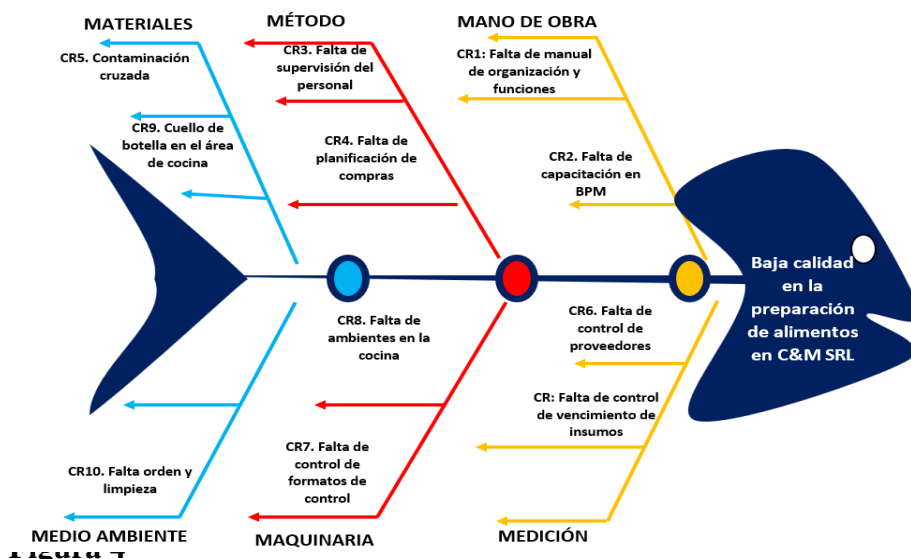 MATERIALES
MÉTODO
MANO DE OBRA
CR5. Contaminación
cruzada
CR3. Falta de
supervisión del
personal
CR1: Falta de manual
de organización y
funciones
CR9. Cuello de
botella en el área
de cocina
CR4. Falta de
planificación de
compras
CR2. Falta de
capacitación en
BPM
Baja calidad
en la
preparación
de alimentos
en C&M SRL
CR8. Falta de
ambientes en la
cocina
CR6. Falta de
control de
proveedores
CR: Falta de control
de vencimiento de
insumos
CR10. Falta orden y
limpieza
CR7. Falta de
control de
formatos de
control
MEDIO AMBIENTE
MAQUINARIA
MEDICIÓN